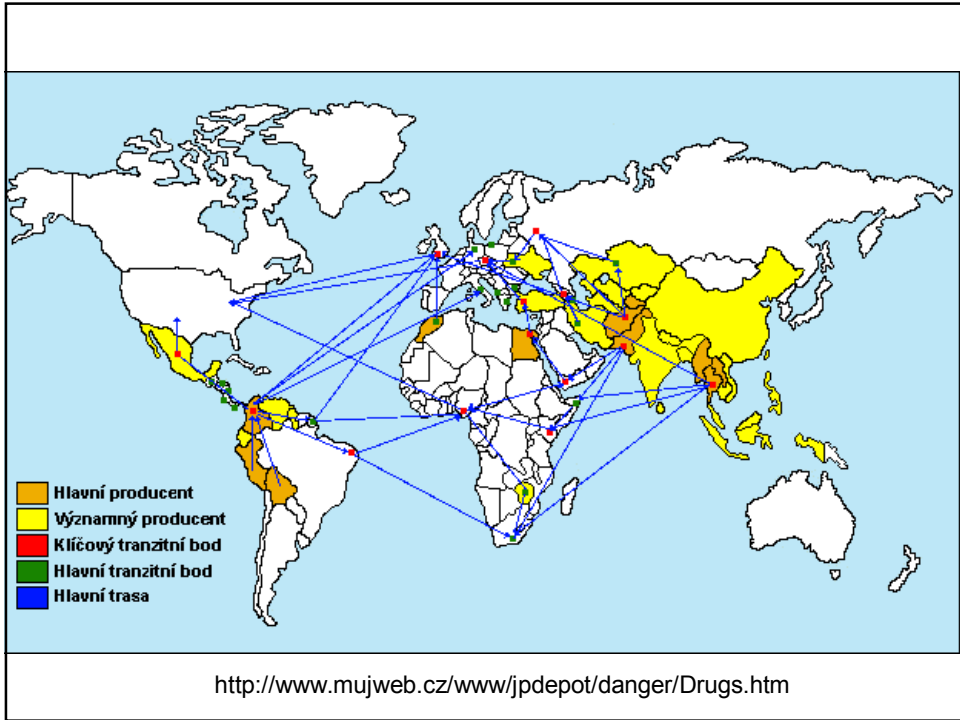 Hlavní producent
Významný producent
Klíčový tranzitní bod
Hlavní tranzitní bod
Hlavní trasa
http://www.mujweb.cz/www/jpdepot/danger/Drugs.htm